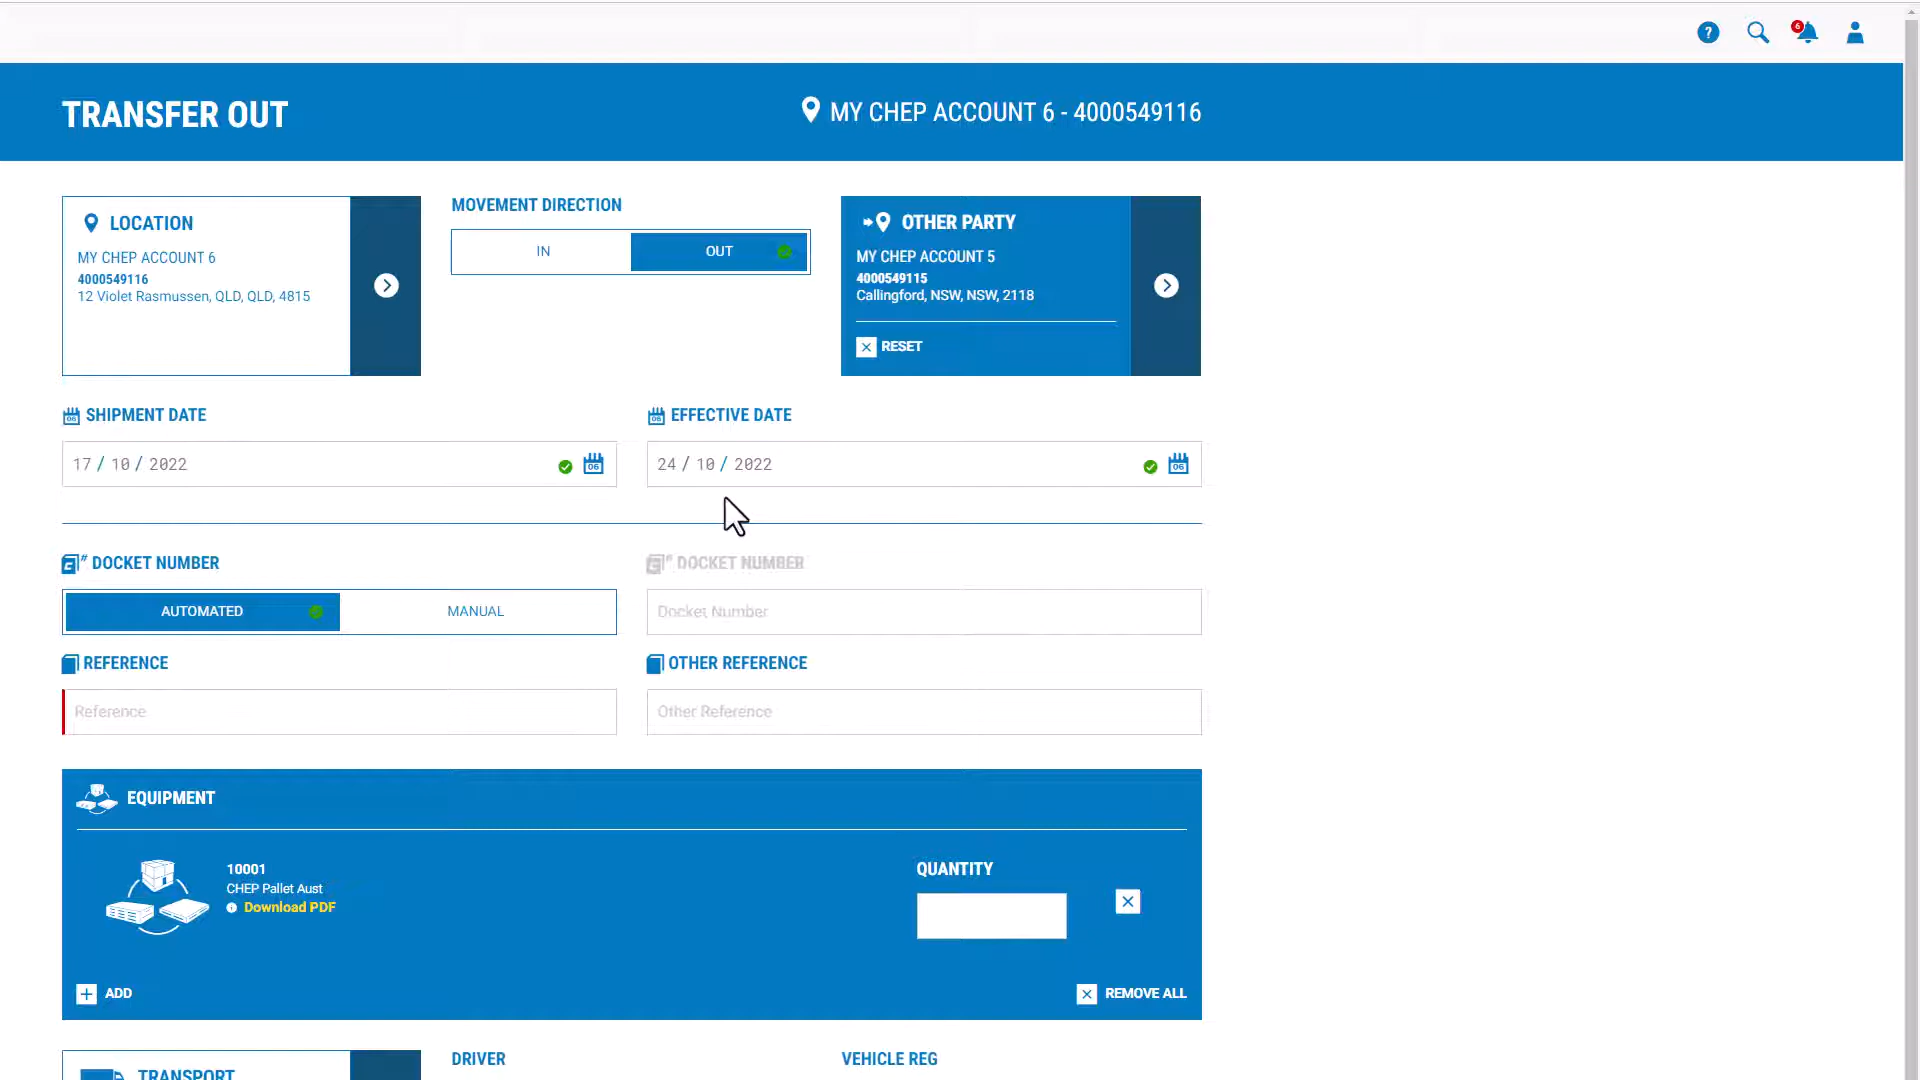 ?
6
TRANSFER OUT
MY CHEP ACCOUNT 6 - 4000549116
LOCATION
MY CHEP ACCOUNT 6
4000549116
12 Violet Rasmussen, QLD, QLD, 4815
MOVEMENT DIRECTION
IN
OUT
OTHER PARTY
MY CHEP ACCOUNT 5
4000549115
Callingford, NSW, NSW, 2118
RESET
SHIPMENT DATE
17 / 10 / 2022
06
EFFECTIVE DATE
24 / 10 / 2022
06
DOCKET NUMBER
AUTOMATED
MANUAL
DOCKET NUMBER
Docket Number
REFERENCE
Reference
OTHER REFERENCE
Other Reference
EQUIPMENT
10001
CHEP Pallet Aust
Download PDF
QUANTITY
ADD
REMOVE ALL
TRANSPORT
DRIVER
VEHICLE REG